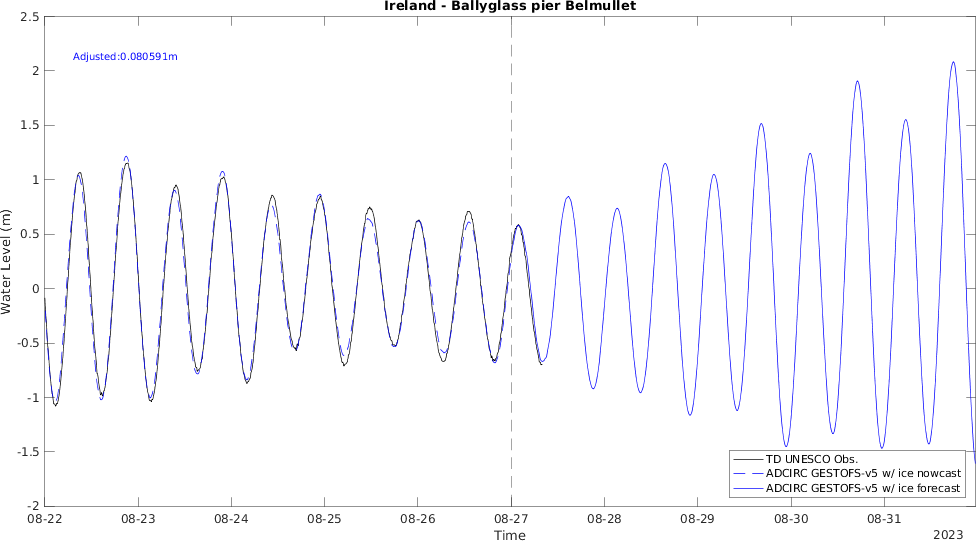 Ireland - Ballyglass pier Belmullet
Adjusted:0.080591m
Water Level (m)
2.5
2
1.5
1
0.5
0
-0.5
-1
-1.5
-2
TD UNESCO Obs.
ADCIRC GESTOFS-v5 w/ ice nowcast
ADCIRC GESTOFS-v5 w/ ice forecast
08-22 08-23 08-24 08-25 08-26 08-27 08-28 08-29 08-30 08-31
Time
2023